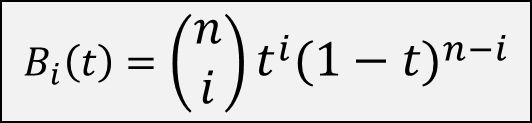 $B_i(t) = \binom{n}{i} t^i (1 - t)^{n-i}$